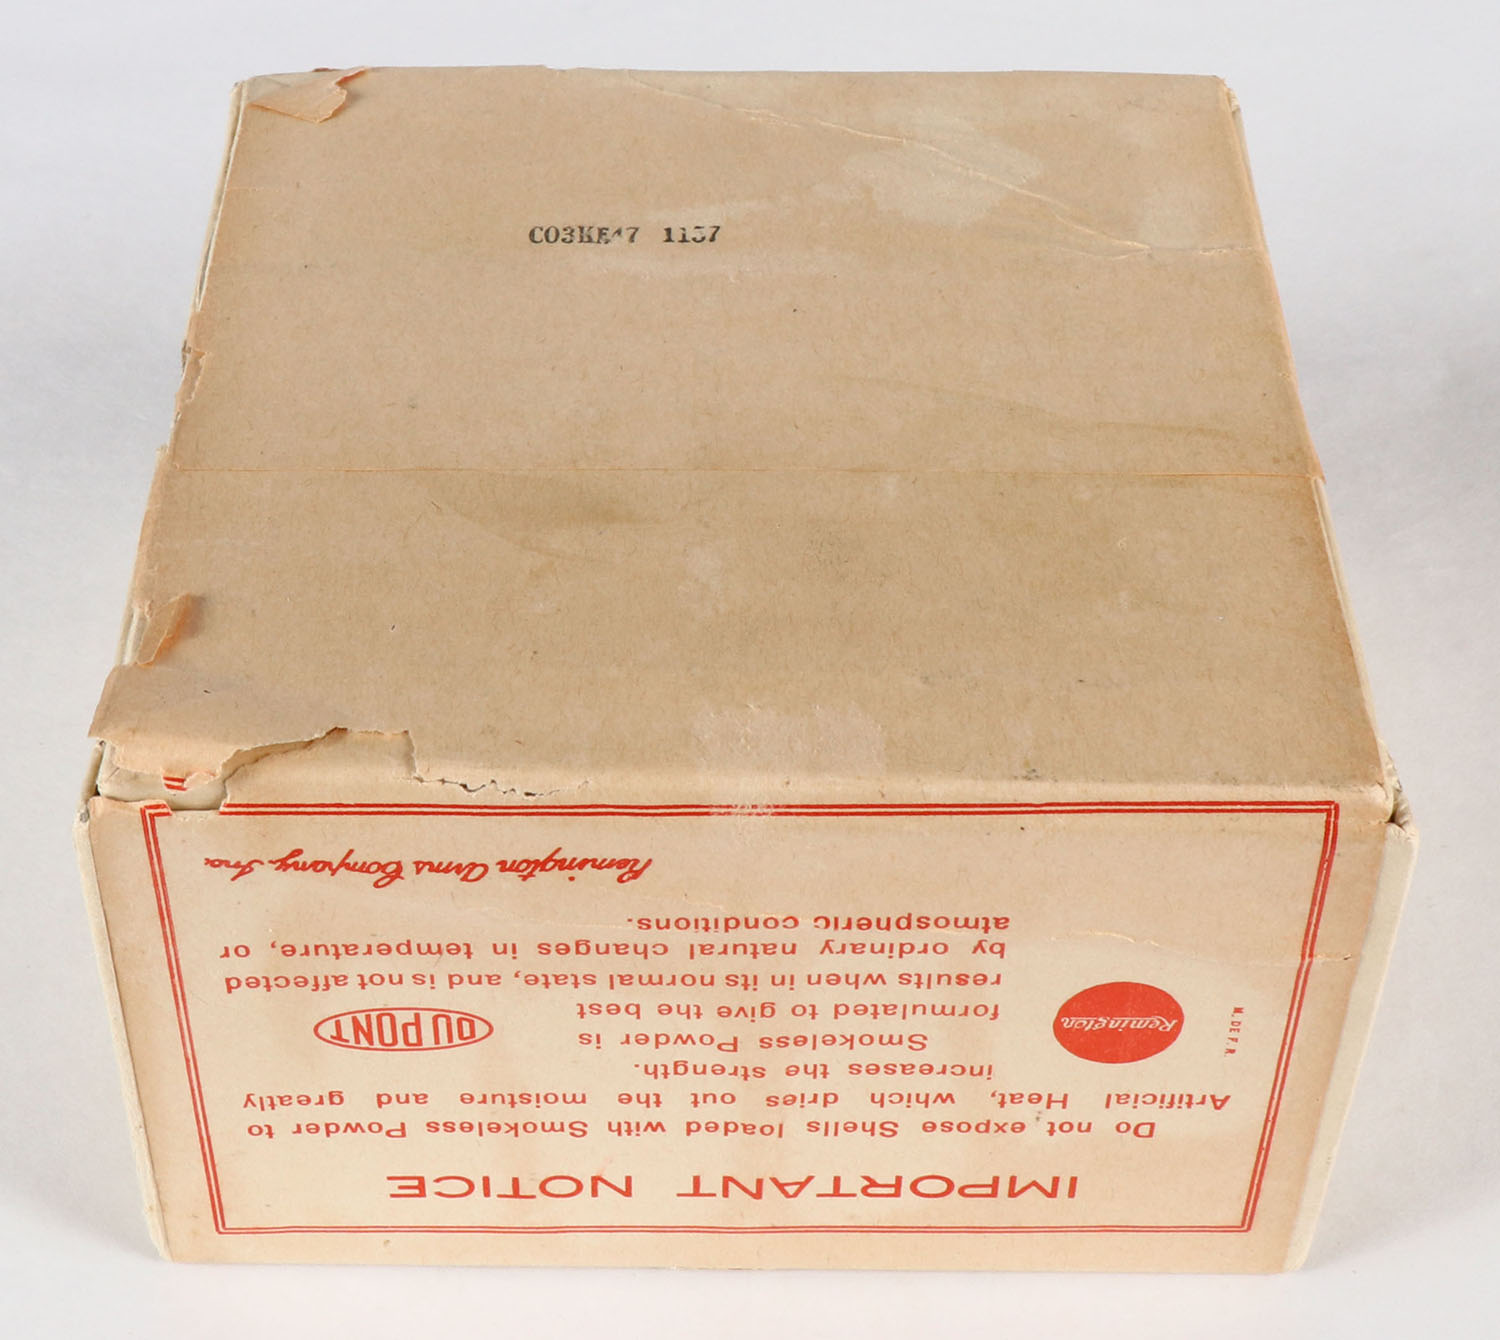 CO3KE47 1157
IMPORTANT NOTICE
Do not expose Shells loaded with Smokeless Powder to
Artificial Heat, which dries out the moisture and greatly
increases the strength.
Smokeless Powder is
formulated to give the best
results when in its normal state, and is not affected
by ordinary natural changes in temperature, or
atmospheric conditions.
DU PONT
Remington
M. DE F. R.
Remington Arms Company, Inc.